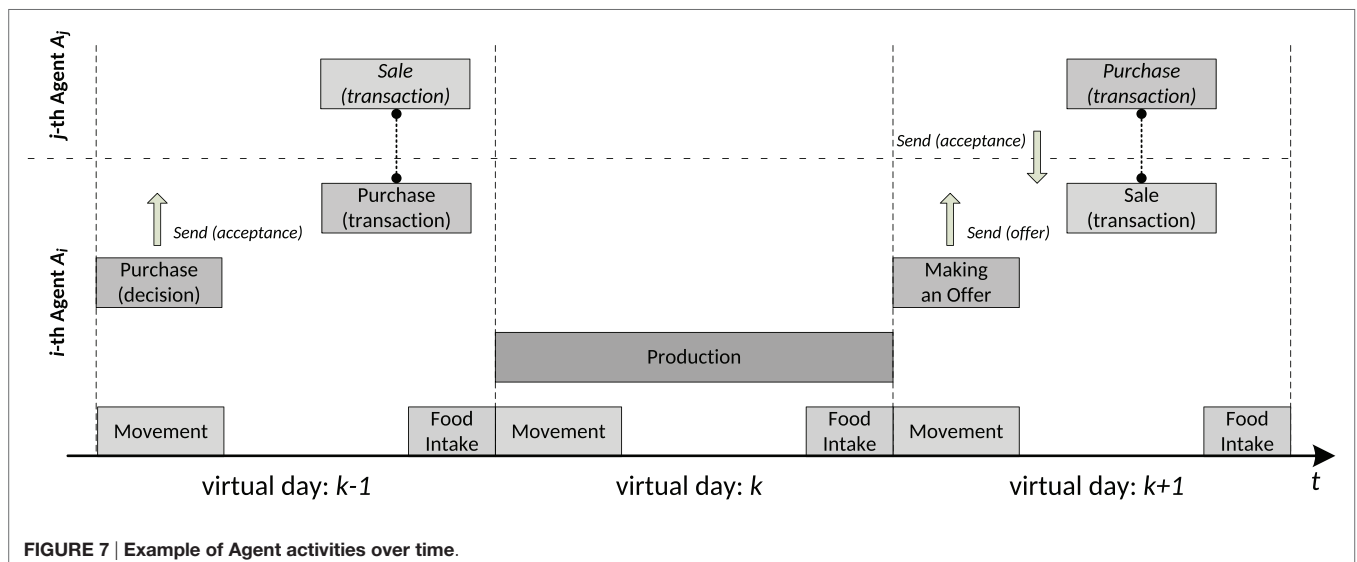 j-th Agent Aj
Sale
(transaction)
Purchase
(transaction)
Send (acceptance)
Purchase
(transaction)
Sale
(transaction)
Send (acceptance)
Send (offer)
i-th Agent Ai
Purchase
(decision)
Making
an Offer
Production
Movement
Food
Intake
Movement
Food
Intake
Movement
Food
Intake
virtual day: k-1
virtual day: k
virtual day: k+1
t
FIGURE 7 | Example of Agent activities over time.